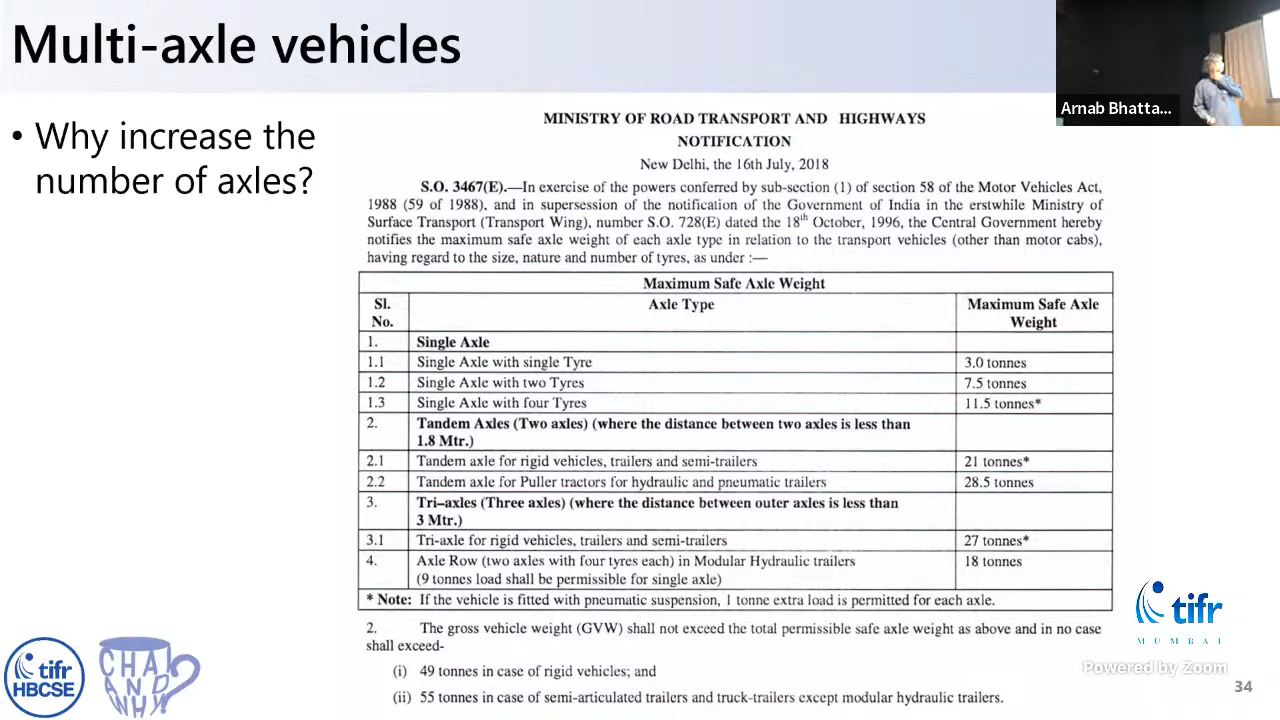 Multi-axle vehicles
Arnab Bhatta...
• Why increase the
number of axles?
MINISTRY OF ROAD TRANSPORT AND HIGHWAYS
NOTIFICATION
New Delhi, the 16th July, 2018
S.O. 3467(E).—In exercise of the powers conferred by sub-section (1) of section 58 of the Motor Vehicles Act,
1988 (59 of 1988), and in supersession of the notification of the Government of India in the erstwhile Ministry of
Surface Transport (Transport Wing), number S.O. 728(E) dated the 18th October, 1996, the Central Government hereby
notifies the maximum safe axle weight of each axle type in relation to the transport vehicles (other than motor cabs),
having regard to the size, nature and number of tyres, as under :—
Maximum Safe Axle Weight
Sl. No. Axle Type Maximum Safe Axle Weight
1. Single Axle
1.1 Single Axle with single Tyre 3.0 tonnes
1.2 Single Axle with two Tyres 7.5 tonnes
1.3 Single Axle with four Tyres 11.5 tonnes*
2. Tandem Axles (Two axles) (where the distance between two axles is less than
1.8 Mtr.)
2.1 Tandem axle for rigid vehicles, trailers and semi-trailers 21 tonnes*
2.2 Tandem axle for Puller tractors for hydraulic and pneumatic trailers 28.5 tonnes
3. Tri–axles (Three axles) (where the distance between outer axles is less than
3 Mtr.)
3.1 Tri-axle for rigid vehicles, trailers and semi-trailers 27 tonnes*
4. Axle Row (two axles with four tyres each) in Modular Hydraulic trailers 18 tonnes
(9 tonnes load shall be permissible for single axle)
* Note: If the vehicle is fitted with pneumatic suspension, 1 tonne extra load is permitted for each axle.
2. The gross vehicle weight (GVW) shall not exceed the total permissible safe axle weight as above and in no case
shall exceed-
(i) 49 tonnes in case of rigid vehicles; and
(ii) 55 tonnes in case of semi-articulated trailers and truck-trailers except modular hydraulic trailers.
tifr
HBCSE
CHAI
AND
WHY?
tifr
MUMBAI
Powered by Zoom
34